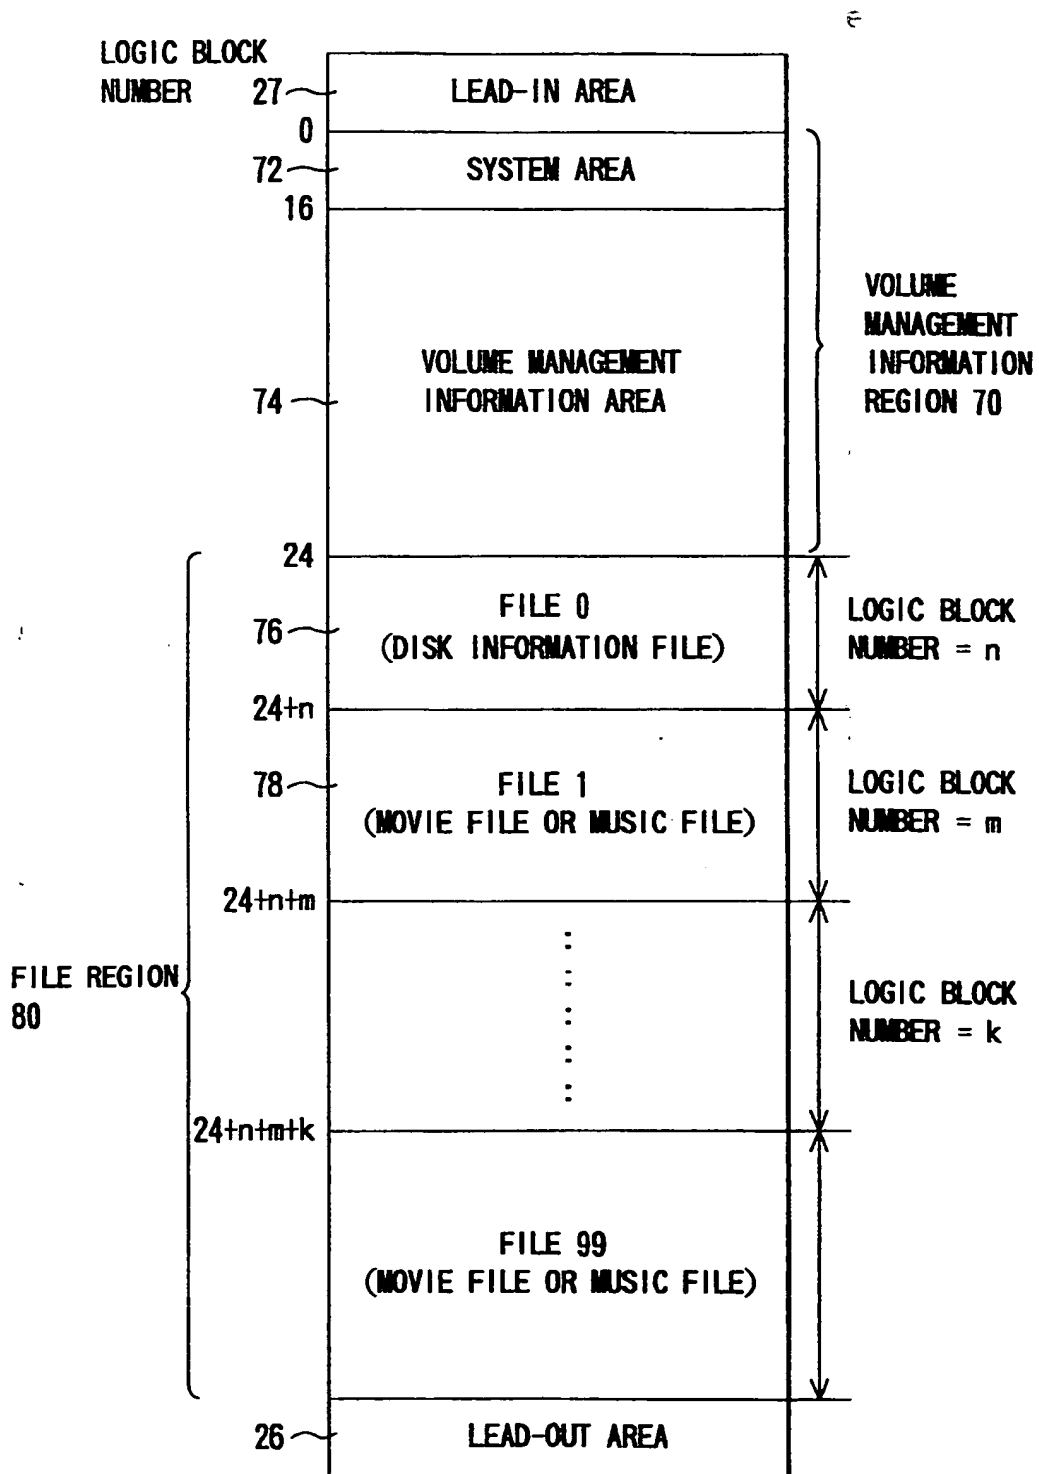 LOGIC BLOCK
NUMBER
27
LEAD-IN AREA
0
72
SYSTEM AREA
16
VOLUME
MANAGEMENT
INFORMATION
REGION 70
VOLUME MANAGEMENT
74
INFORMATION AREA
24
FILE 0
76
(DISK INFORMATION FILE)
LOGIC BLOCK
NUMBER = n
24+n
78
FILE 1
(MOVIE FILE OR MUSIC FILE)
LOGIC BLOCK
NUMBER = m
24+n+m
FILE REGION
80
LOGIC BLOCK
NUMBER = k
24+n+m+k
FILE 99
(MOVIE FILE OR MUSIC FILE)
26
LEAD-OUT AREA